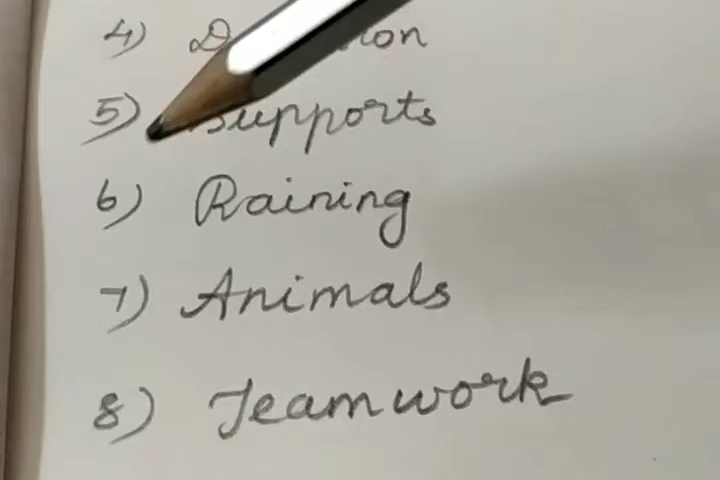 4)
5) Supports
6) Raining
7) Animals
8) Teamwork